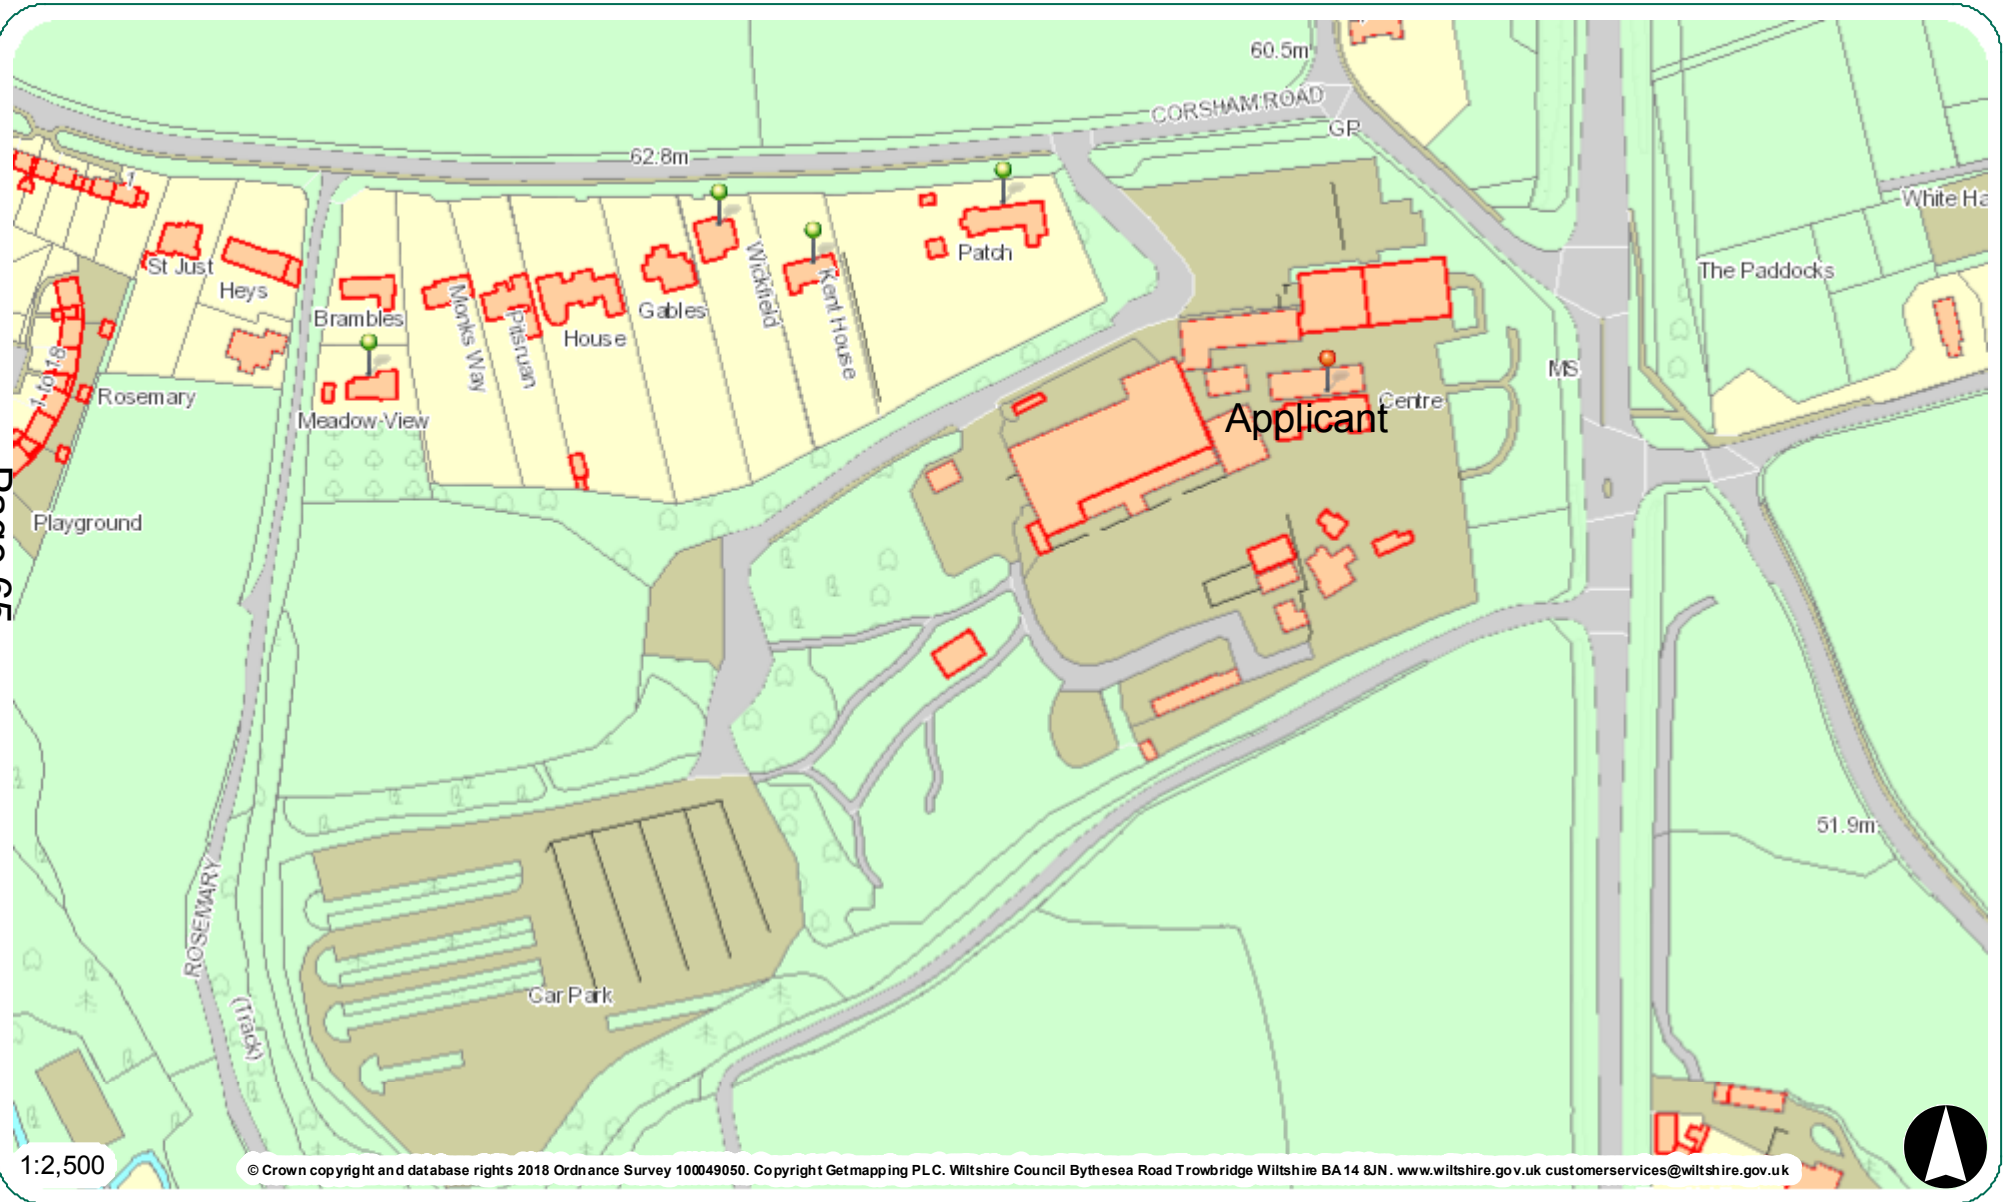 60.5m
CORSHAM ROAD
GP
62.8m
1
White Ha
St Just
Heys
Patch
The Paddocks
Brambles
Monks Way
Pitsruan
House
Gables
Wickfield
Kent House
MS
1 to 18
Rosemary
Meadow View
Centre
Applicant
Page 65
Playground
51.9m
ROSEMARY
(Track)
Car Park
1:2,500
© Crown copyright and database rights 2018 Ordnance Survey 100049050. Copyright Getmapping PLC. Wiltshire Council Bythesea Road Trowbridge Wiltshire BA14 8JN. www.wiltshire.gov.uk customerservices@wiltshire.gov.uk